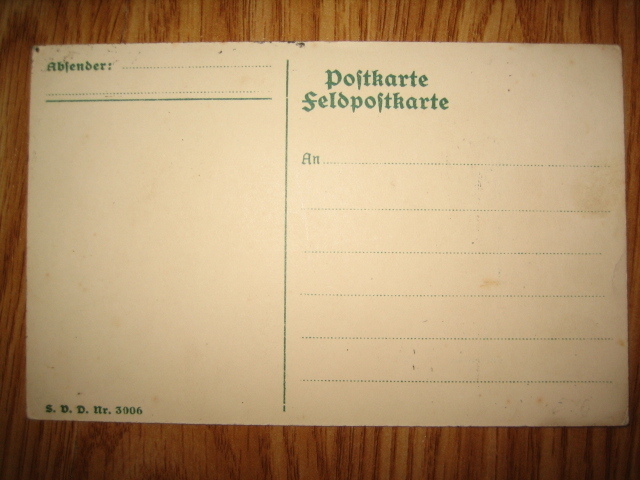 Absender:
Postkarte
Feldpostkarte
An
S. V. D. Nr. 3906